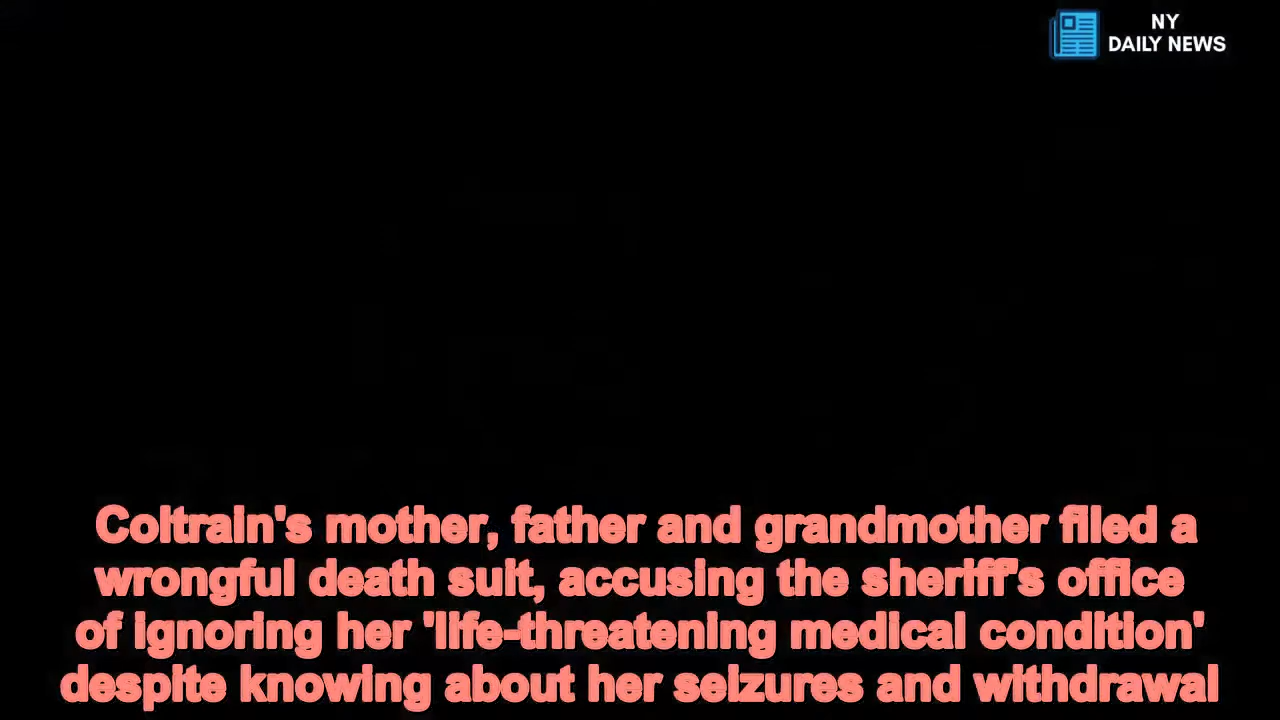 NY
DAILY NEWS
Coltrain's mother, father and grandmother filed a
wrongful death suit, accusing the sheriff's office
of ignoring her 'life-threatening medical condition'
despite knowing about her seizures and withdrawal